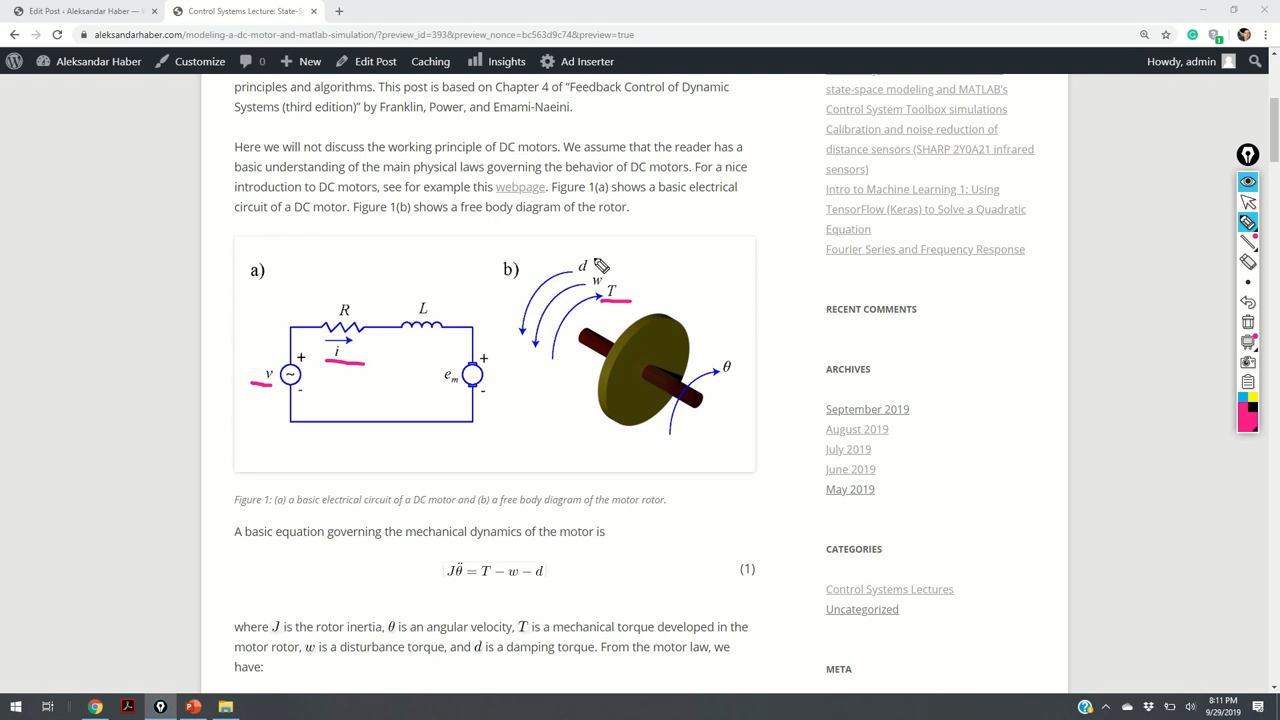 Edit Post ‹ Aleksandar Haber — W
Control Systems Lecture: State-S
aleksandarhaber.com/modeling-a-dc-motor-and-matlab-simulation/?preview_id=393&preview_nonce=bc563d9c74&preview=true
Aleksandar Haber
Customize
0
New
Edit Post
Caching
Insights
Ad Inserter
Howdy, admin
principles and algorithms. This post is based on Chapter 4 of “Feedback Control of Dynamic
Systems (third edition)” by Franklin, Power, and Emami-Naeini.
Here we will not discuss the working principle of DC motors. We assume that the reader has a
basic understanding of the main physical laws governing the behavior of DC motors. For a nice
introduction to DC motors, see for example this webpage. Figure 1(a) shows a basic electrical
circuit of a DC motor. Figure 1(b) shows a free body diagram of the rotor.
a)
R
L
i
v
+
-
e_m
+
-
b)
d
w
T
θ
Figure 1: (a) a basic electrical circuit of a DC motor and (b) a free body diagram of the motor rotor.
A basic equation governing the mechanical dynamics of the motor is
Jθ̈ = T − w − d (1)
where J is the rotor inertia, θ is an angular velocity, T is a mechanical torque developed in the
motor rotor, w is a disturbance torque, and d is a damping torque. From the motor law, we
have:
state-space modeling and MATLAB’s
Control System Toolbox simulations
Calibration and noise reduction of
distance sensors (SHARP 2Y0A21 infrared
sensors)
Intro to Machine Learning 1: Using
TensorFlow (Keras) to Solve a Quadratic
Equation
Fourier Series and Frequency Response
RECENT COMMENTS
ARCHIVES
September 2019
August 2019
July 2019
June 2019
May 2019
CATEGORIES
Control Systems Lectures
Uncategorized
META
8:11 PM
9/29/2019